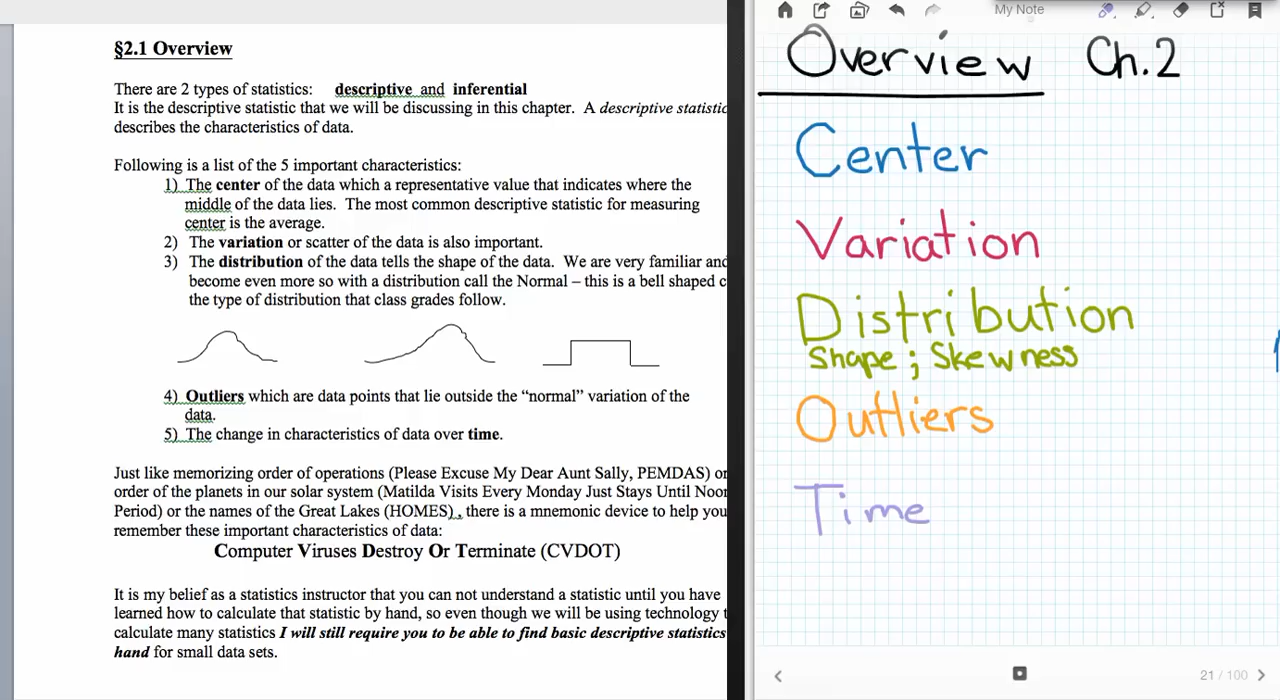 §2.1 Overview
There are 2 types of statistics: descriptive and inferential
It is the descriptive statistic that we will be discussing in this chapter. A descriptive statistic
describes the characteristics of data.
Following is a list of the 5 important characteristics:
1) The center of the data which a representative value that indicates where the
middle of the data lies. The most common descriptive statistic for measuring
center is the average.
2) The variation or scatter of the data is also important.
3) The distribution of the data tells the shape of the data. We are very familiar and
become even more so with a distribution call the Normal – this is a bell shaped c
the type of distribution that class grades follow.
4) Outliers which are data points that lie outside the “normal” variation of the
data.
5) The change in characteristics of data over time.
Just like memorizing order of operations (Please Excuse My Dear Aunt Sally, PEMDAS) or
order of the planets in our solar system (Matilda Visits Every Monday Just Stays Until Noon
Period) or the names of the Great Lakes (HOMES) , there is a mnemonic device to help you
remember these important characteristics of data:
Computer Viruses Destroy Or Terminate (CVDOT)
It is my belief as a statistics instructor that you can not understand a statistic until you have
learned how to calculate that statistic by hand, so even though we will be using technology t
calculate many statistics I will still require you to be able to find basic descriptive statistics
hand for small data sets.
My Note
Overview Ch.2
Center
Variation
Distribution
Shape ; Skewness
Outliers
Time
21 / 100